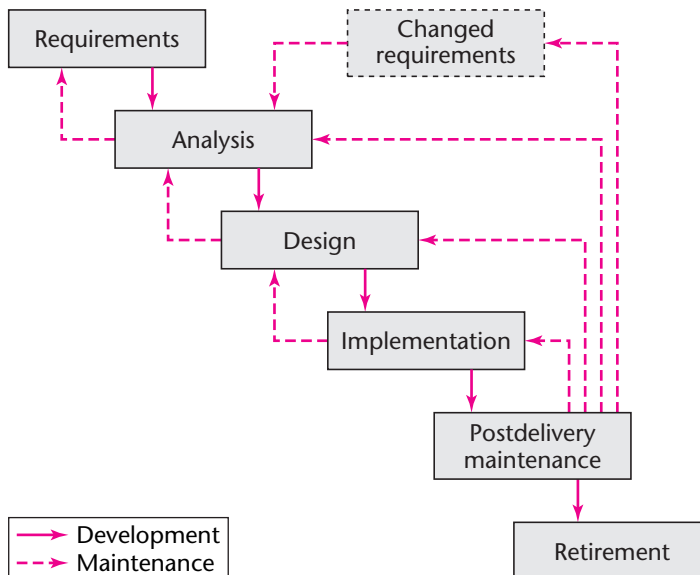 Requirements
Changed
requirements
Analysis
Design
Implementation
Postdelivery
maintenance
Retirement
Development
Maintenance